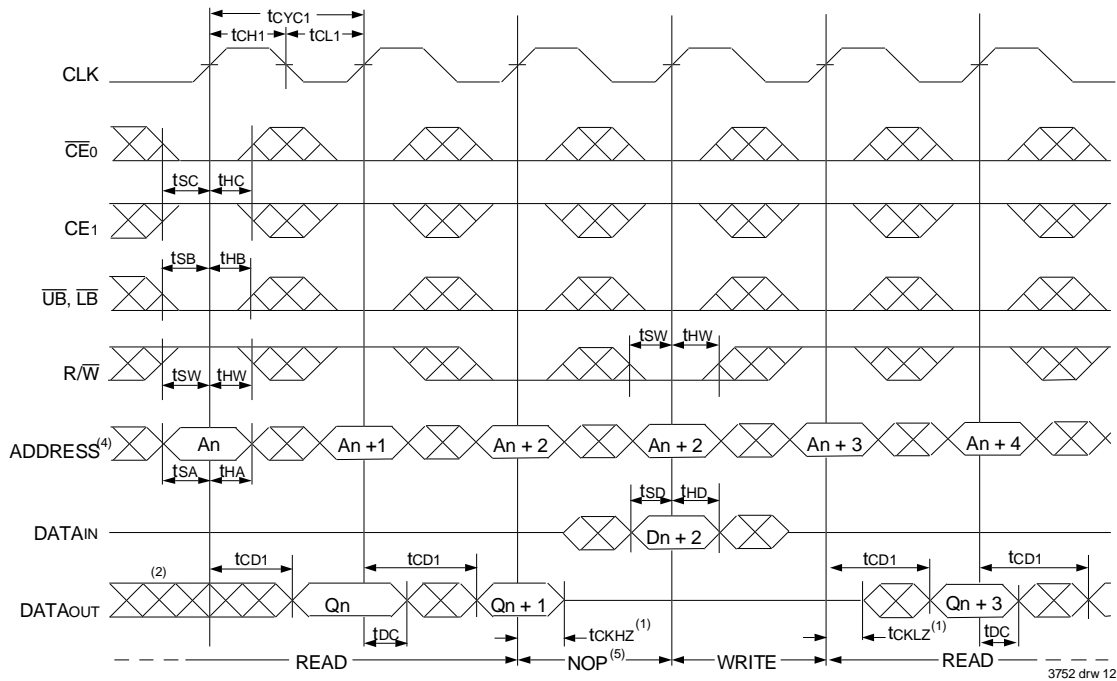 tCYC1
tCH1 tCL1
CLK
CE0
tSC tHC
CE1
tSB tHB
UB, LB
tSW tHW
R/W
tSW tHW
ADDRESS(4) An An +1 An + 2 An + 2 An + 3 An + 4
tSA tHA
tSD tHD
DATAIN Dn + 2
tCD1 tCD1 tCD1 tCD1
(2)
DATAOUT Qn Qn + 1 Qn + 3
tDC tCKHZ(1) tCKLZ(1) tDC
READ NOP(5) WRITE READ
3752 drw 12